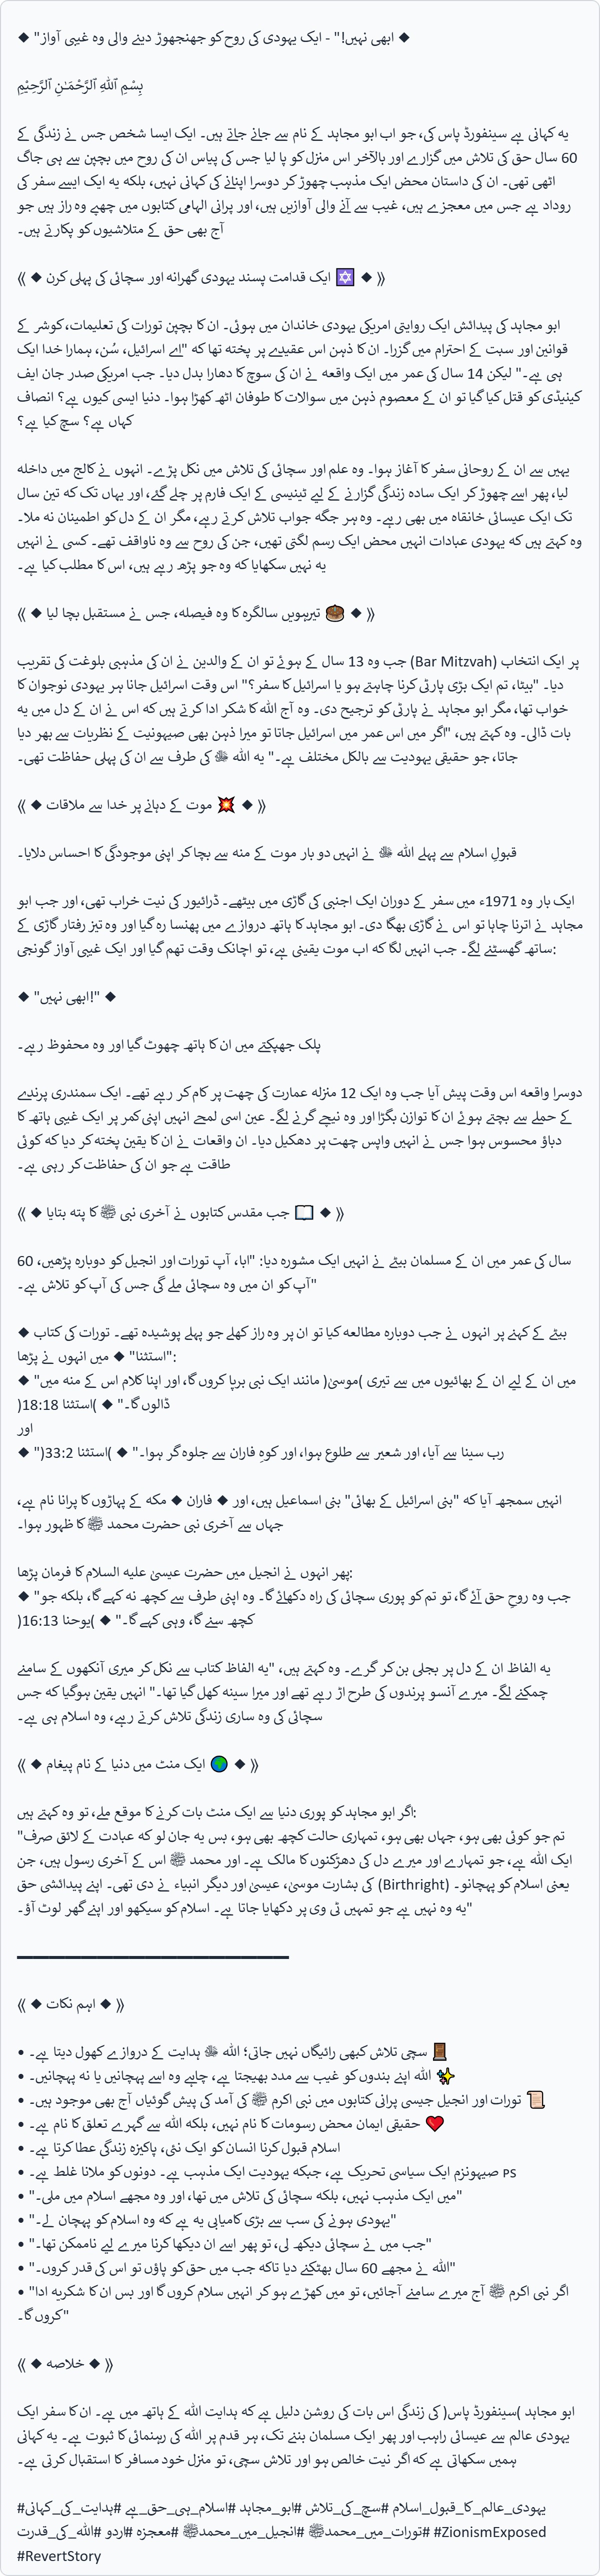 ◆ "ابھی نہیں!" - ایک یہودی کی روح کو جھنجھوڑ دینے والی وہ غیبی آواز ◆
بِسْمِ ٱللهِ ٱلرَّحْمَـٰنِ ٱلرَّحِيْمِ
یہ کہانی ہے سینفورڈ پاس کی، جو اب ابو مجاہد کے نام سے جانے جاتے ہیں۔ ایک ایسا شخص جس نے زندگی کے
60 سال حق کی تلاش میں گزارے اور بالآخر اس منزل کو پا لیا جس کی پیاس ان کی روح میں بچپن سے ہی جاگ
اٹھی تھی۔ ان کی داستان محض ایک مذہب چھوڑ کر دوسرا اپنانے کی کہانی نہیں، بلکہ یہ ایک ایسے سفر کی
روداد ہے جس میں معجزے ہیں، غیب سے آنے والی آوازیں ہیں، اور پرانی الہامی کتابوں میں چھپے وہ راز ہیں جو
آج بھی حق کے متلاشیوں کو پکارتے ہیں۔
⟪ ◆ ✡️ ایک قدامت پسند یہودی گھرانہ اور سچائی کی پہلی کرن ◆ ⟫
ابو مجاہد کی پیدائش ایک روایتی امریکی یہودی خاندان میں ہوئی۔ ان کا بچپن تورات کی تعلیمات، کوشر کے
قوانین اور سبت کے احترام میں گزرا۔ ان کا ذہن اس عقیدے پر پختہ تھا کہ "اے اسرائیل، سُن، ہمارا خدا ایک
ہی ہے۔" لیکن 14 سال کی عمر میں ایک واقعہ نے ان کی سوچ کا دھارا بدل دیا۔ جب امریکی صدر جان ایف
کینیڈی کو قتل کیا گیا تو ان کے معصوم ذہن میں سوالات کا طوفان اٹھ کھڑا ہوا۔ دنیا ایسی کیوں ہے؟ انصاف
کہاں ہے؟ سچ کیا ہے؟
یہیں سے ان کے روحانی سفر کا آغاز ہوا۔ وہ علم اور سچائی کی تلاش میں نکل پڑے۔ انہوں نے کالج میں داخلہ
لیا، پھر اسے چھوڑ کر ایک سادہ زندگی گزارنے کے لیے ٹینیسی کے ایک فارم پر چلے گئے، اور یہاں تک کہ تین سال
تک ایک عیسائی خانقاہ میں بھی رہے۔ وہ ہر جگہ جواب تلاش کرتے رہے، مگر ان کے دل کو اطمینان نہ ملا۔
وہ کہتے ہیں کہ یہودی عبادات انہیں محض ایک رسم لگتی تھیں، جن کی روح سے وہ ناواقف تھے۔ کسی نے انہیں
یہ نہیں سکھایا کہ وہ جو پڑھ رہے ہیں، اس کا مطلب کیا ہے۔
⟪ ◆ 🎂 تیرہویں سالگرہ کا وہ فیصلہ، جس نے مستقبل بچا لیا ◆ ⟫
جب وہ 13 سال کے ہوئے تو ان کے والدین نے ان کی مذہبی بلوغت کی تقریب (Bar Mitzvah) پر ایک انتخاب
دیا۔ "بیٹا، تم ایک بڑی پارٹی کرنا چاہتے ہو یا اسرائیل کا سفر؟" اس وقت اسرائیل جانا ہر یہودی نوجوان کا
خواب تھا، مگر ابو مجاہد نے پارٹی کو ترجیح دی۔ وہ آج اللہ کا شکر ادا کرتے ہیں کہ اس نے ان کے دل میں یہ
بات ڈالی۔ وہ کہتے ہیں، "اگر میں اس عمر میں اسرائیل جاتا تو میرا ذہن بھی صیہونیت کے نظریات سے بھر دیا
جاتا، جو حقیقی یہودیت سے بالکل مختلف ہے۔" یہ اللہ ﷻ کی طرف سے ان کی پہلی حفاظت تھی۔
⟪ ◆ 💥 موت کے دہانے پر خدا سے ملاقات ◆ ⟫
قبولِ اسلام سے پہلے اللہ ﷻ نے انہیں دو بار موت کے منہ سے بچا کر اپنی موجودگی کا احساس دلایا۔
ایک بار وہ 1971ء میں سفر کے دوران ایک اجنبی کی گاڑی میں بیٹھے۔ ڈرائیور کی نیت خراب تھی، اور جب ابو
مجاہد نے اترنا چاہا تو اس نے گاڑی بھگا دی۔ ابو مجاہد کا ہاتھ دروازے میں پھنسا رہ گیا اور وہ تیز رفتار گاڑی کے
ساتھ گھسٹنے لگے۔ جب انہیں لگا کہ اب موت یقینی ہے، تو اچانک وقت تھم گیا اور ایک غیبی آواز گونجی:
◆ "ابھی نہیں!" ◆
پلک جھپکتے میں ان کا ہاتھ چھوٹ گیا اور وہ محفوظ رہے۔
دوسرا واقعہ اس وقت پیش آیا جب وہ ایک 12 منزلہ عمارت کی چھت پر کام کر رہے تھے۔ ایک سمندری پرندے
کے حملے سے بچتے ہوئے ان کا توازن بگڑا اور وہ نیچے گرنے لگے۔ عین اسی لمحے انہیں اپنی کمر پر ایک غیبی ہاتھ کا
دباؤ محسوس ہوا جس نے انہیں واپس چھت پر دھکیل دیا۔ ان واقعات نے ان کا یقین پختہ کر دیا کہ کوئی
طاقت ہے جو ان کی حفاظت کر رہی ہے۔
⟪ ◆ 📖 جب مقدس کتابوں نے آخری نبی ﷺ کا پتہ بتایا ◆ ⟫
60 سال کی عمر میں ان کے مسلمان بیٹے نے انہیں ایک مشورہ دیا: "ابا، آپ تورات اور انجیل کو دوبارہ پڑھیں،
آپ کو ان میں وہ سچائی ملے گی جس کی آپ کو تلاش ہے۔"
بیٹے کے کہنے پر انہوں نے جب دوبارہ مطالعہ کیا تو ان پر وہ راز کھلے جو پہلے پوشیدہ تھے۔ تورات کی کتاب ◆
"استثنا" ◆ میں انہوں نے پڑھا:
◆ "میں ان کے لیے ان کے بھائیوں میں سے تیری (موسیٰ) مانند ایک نبی برپا کروں گا، اور اپنا کلام اس کے منہ میں
ڈالوں گا۔" ◆ (استثنا 18:18)
اور
◆ "رب سینا سے آیا، اور شعیر سے طلوع ہوا، اور کوہِ فاران سے جلوہ گر ہوا۔" ◆ (استثنا 33:2)
انہیں سمجھ آیا کہ "بنی اسرائیل کے بھائی" بنی اسماعیل ہیں، اور ◆ فاران ◆ مکہ کے پہاڑوں کا پرانا نام ہے،
جہاں سے آخری نبی حضرت محمد ﷺ کا ظہور ہوا۔
پھر انہوں نے انجیل میں حضرت عیسیٰ علیہ السلام کا فرمان پڑھا:
◆ "جب وہ روحِ حق آئے گا، تو تم کو پوری سچائی کی راہ دکھائے گا۔ وہ اپنی طرف سے کچھ نہ کہے گا، بلکہ جو
کچھ سنے گا، وہی کہے گا۔" ◆ (یوحنا 16:13)
یہ الفاظ ان کے دل پر بجلی بن کر گرے۔ وہ کہتے ہیں، "یہ الفاظ کتاب سے نکل کر میری آنکھوں کے سامنے
چمکنے لگے۔ میرے آنسو پرندوں کی طرح اڑ رہے تھے اور میرا سینہ کھل گیا تھا۔" انہیں یقین ہوگیا کہ جس
سچائی کی وہ ساری زندگی تلاش کرتے رہے، وہ اسلام ہی ہے۔
⟪ ◆ 🌍 ایک منٹ میں دنیا کے نام پیغام ◆ ⟫
اگر ابو مجاہد کو پوری دنیا سے ایک منٹ بات کرنے کا موقع ملے، تو وہ کہتے ہیں:
"تم جو کوئی بھی ہو، جہاں بھی ہو، تمہاری حالت کچھ بھی ہو، بس یہ جان لو کہ عبادت کے لائق صرف
ایک اللہ ہے، جو تمہارے اور میرے دل کی دھڑکنوں کا مالک ہے۔ اور محمد ﷺ اس کے آخری رسول ہیں، جن
کی بشارت موسیٰ، عیسیٰ اور دیگر انبیاء نے دی تھی۔ اپنے پیدائشی حق (Birthright) یعنی اسلام کو پہچانو۔
یہ وہ نہیں ہے جو تمہیں ٹی وی پر دکھایا جاتا ہے۔ اسلام کو سیکھو اور اپنے گھر لوٹ آؤ۔"
⟪ ◆ اہم نکات ◆ ⟫
• 🚪 سچی تلاش کبھی رائیگاں نہیں جاتی؛ اللہ ﷻ ہدایت کے دروازے کھول دیتا ہے۔
• ✨ اللہ اپنے بندوں کو غیب سے مدد بھیجتا ہے، چاہے وہ اسے پہچانیں یا نہ پہچانیں۔
• 📜 تورات اور انجیل جیسی پرانی کتابوں میں نبی اکرم ﷺ کی آمد کی پیش گوئیاں آج بھی موجود ہیں۔
• ❤️ حقیقی ایمان محض رسومات کا نام نہیں، بلکہ اللہ سے گہرے تعلق کا نام ہے۔
• اسلام قبول کرنا انسان کو ایک نئی، پاکیزہ زندگی عطا کرتا ہے۔
• 🇵🇸 صیہونزم ایک سیاسی تحریک ہے، جبکہ یہودیت ایک مذہب ہے۔ دونوں کو ملانا غلط ہے۔
• "میں ایک مذہب نہیں، بلکہ سچائی کی تلاش میں تھا، اور وہ مجھے اسلام میں ملی۔"
• "یہودی ہونے کی سب سے بڑی کامیابی یہ ہے کہ وہ اسلام کو پہچان لے۔"
• "جب میں نے سچائی دیکھ لی، تو پھر اسے ان دیکھا کرنا میرے لیے ناممکن تھا۔"
• "اللہ نے مجھے 60 سال بھٹکنے دیا تاکہ جب میں حق کو پاؤں تو اس کی قدر کروں۔"
• "اگر نبی اکرم ﷺ آج میرے سامنے آجائیں، تو میں کھڑے ہو کر انہیں سلام کروں گا اور بس ان کا شکریہ ادا
کروں گا۔"
⟪ ◆ خلاصہ ◆ ⟫
ابو مجاہد (سینفورڈ پاس) کی زندگی اس بات کی روشن دلیل ہے کہ ہدایت اللہ کے ہاتھ میں ہے۔ ان کا سفر ایک
یہودی عالم سے عیسائی راہب اور پھر ایک مسلمان بننے تک، ہر قدم پر اللہ کی رہنمائی کا ثبوت ہے۔ یہ کہانی
ہمیں سکھاتی ہے کہ اگر نیت خالص ہو اور تلاش سچی، تو منزل خود مسافر کا استقبال کرتی ہے۔
#یہودی_عالم_کا_قبول_اسلام #سچ_کی_تلاش #ابو_مجاہد #اسلام_ہی_حق_ہے #ہدایت_کی_کہانی
#تورات_میں_محمدﷺ #انجیل_میں_محمدﷺ #معجزہ #اردو #اللہ_کی_قدرت #ZionismExposed
#RevertStory